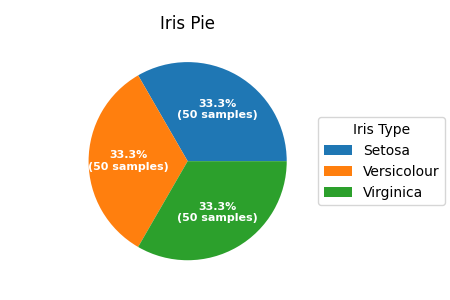 Iris Pie
33.3%
(50 samples)
33.3%
(50 samples)
33.3%
(50 samples)
Iris Type
Setosa
Versicolour
Virginica